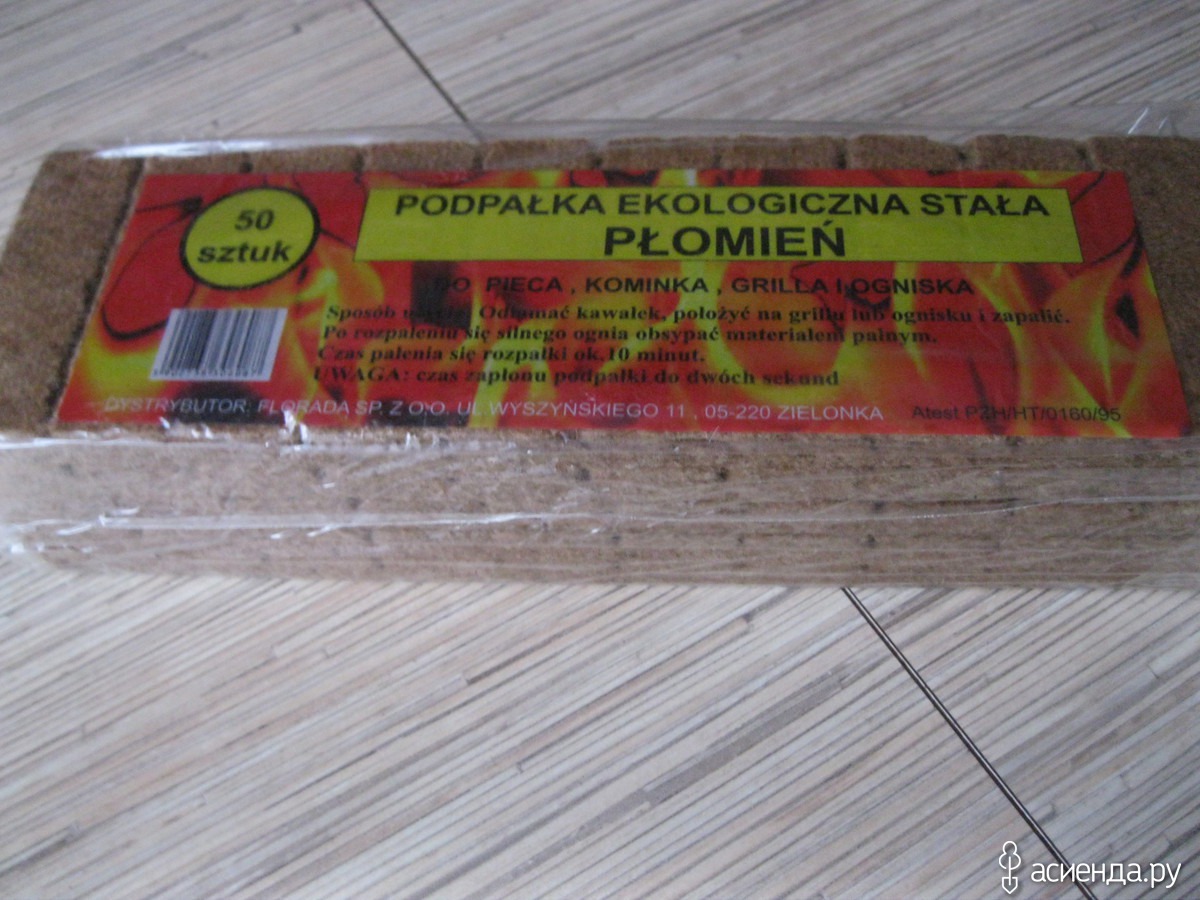 50
sztuk
PODPAŁKA EKOLOGICZNA STAŁA
PŁOMIEŃ
DO PIECA , KOMINKA , GRILLA I OGNISKA
Sposób Odłamać kawałek, położyć na grillu lub ognisku i zapalić.
Po rozpaleniu się silnego ognia obsypać materiałem palnym.
Czas palenia się rozpałki ok.10 minut.
UWAGA: czas zapłonu podpałki do dwóch sekund
DYSTRYBUTOR: FLORADA SP. Z O.O. UL. WYSZYŃSKIEGO 11 , 05-220 ZIELONKA
Atest PZH/HT/0160/95
асиенда.ру